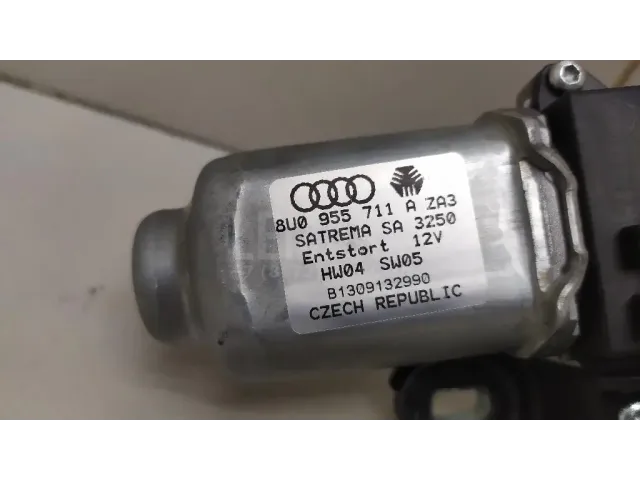 8U0 955 711 A ZA3
SATREMA SA 3250
Entstort 12V
HW04 SW05
B1309132990
CZECH REPUBLIC